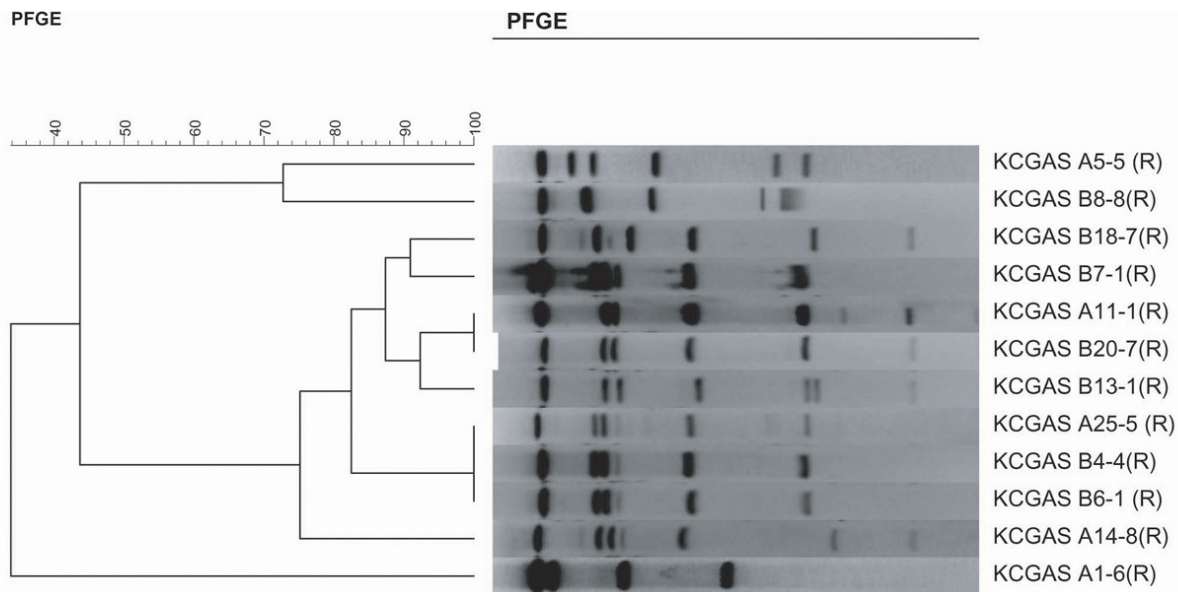 PFGE
PFGE
40 50 60 70 80 90 100
KCGAS A5-5 (R)
KCGAS B8-8(R)
KCGAS B18-7(R)
KCGAS B7-1(R)
KCGAS A11-1(R)
KCGAS B20-7(R)
KCGAS B13-1(R)
KCGAS A25-5 (R)
KCGAS B4-4(R)
KCGAS B6-1 (R)
KCGAS A14-8(R)
KCGAS A1-6(R)